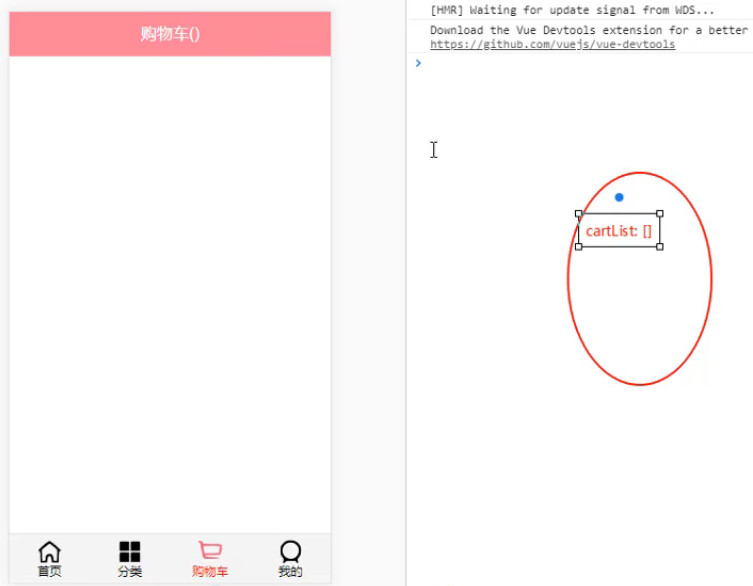 购物车()
首页
分类
购物车
我的
[HMR] Waiting for update signal from WDS...
Download the Vue Devtools extension for a better
https://github.com/vuejs/vue-devtools
cartList: []